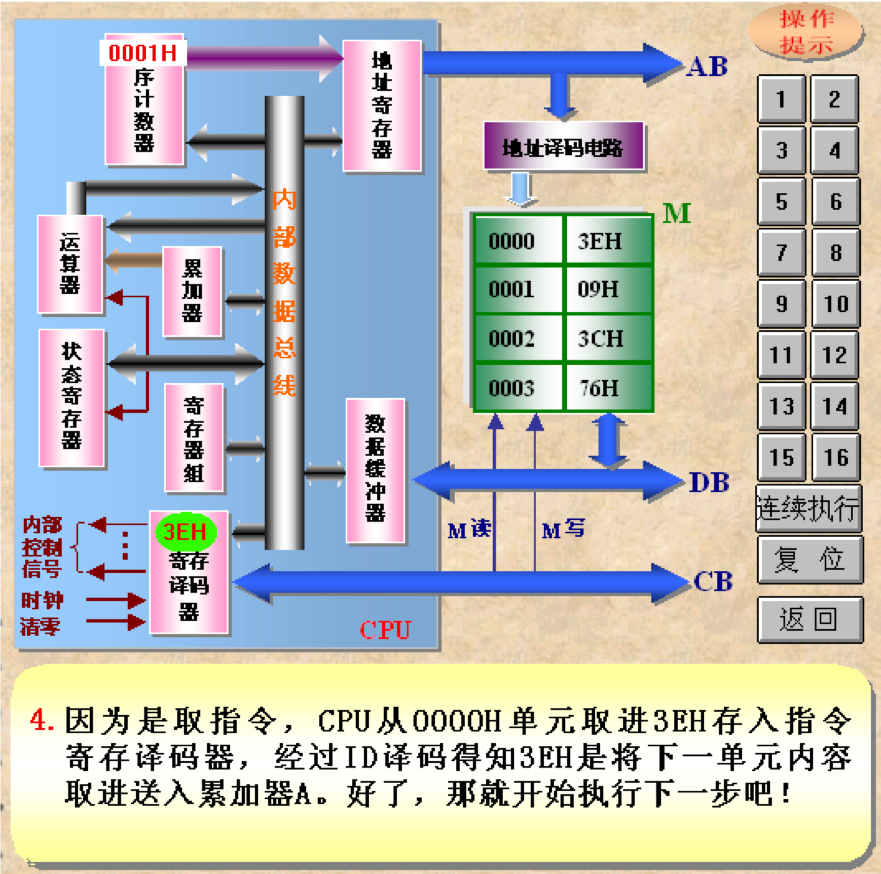 操作
提示
0001H
序计数器
地址寄存器
AB
地址译码电路
M
0000 3EH
0001 09H
0002 3CH
0003 76H
内部数据总线
运算器
累加器
状态寄存器
寄存器组
数据缓冲器
DB
M读
M写
CB
内部
控制
信号
时钟
清零
3EH
寄存
译码
器
CPU
1 2
3 4
5 6
7 8
9 10
11 12
13 14
15 16
连续执行
复 位
返 回
4. 因为是取指令，CPU从0000H单元取进3EH存入指令
寄存译码器，经过ID译码得知3EH是将下一单元内容
取进送入累加器A。好了，那就开始执行下一步吧！